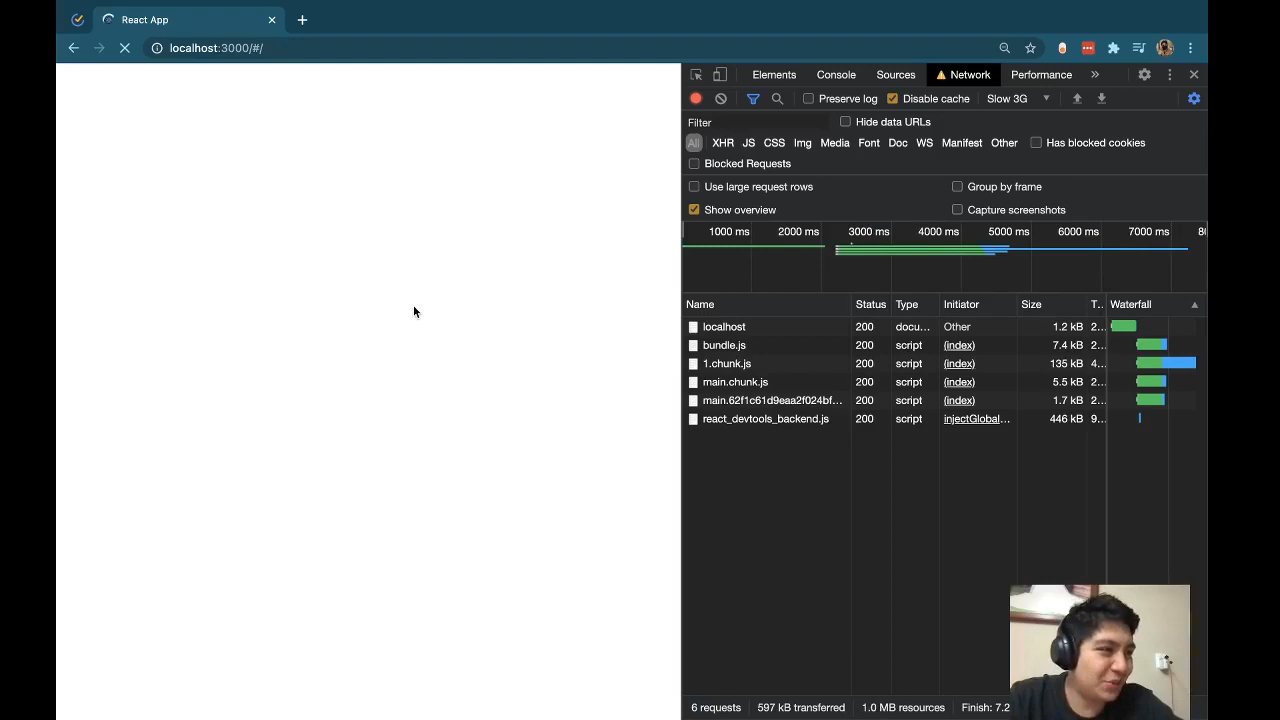 React App
localhost:3000/#/
Elements Console Sources Network Performance
Preserve log Disable cache Slow 3G
Filter Hide data URLs
All XHR JS CSS Img Media Font Doc WS Manifest Other Has blocked cookies
Blocked Requests
Use large request rows Group by frame
Show overview Capture screenshots
1000 ms 2000 ms 3000 ms 4000 ms 5000 ms 6000 ms 7000 ms
Name Status Type Initiator Size T.. Waterfall
localhost 200 docu... Other 1.2 kB 2...
bundle.js 200 script (index) 7.4 kB 2...
1.chunk.js 200 script (index) 135 kB 4...
main.chunk.js 200 script (index) 5.5 kB 2...
main.62f1c61d9eaa2f024bf... 200 script (index) 1.7 kB 2...
react_devtools_backend.js 200 script injectGlobal... 446 kB 9...
6 requests 597 kB transferred 1.0 MB resources Finish: 7.2